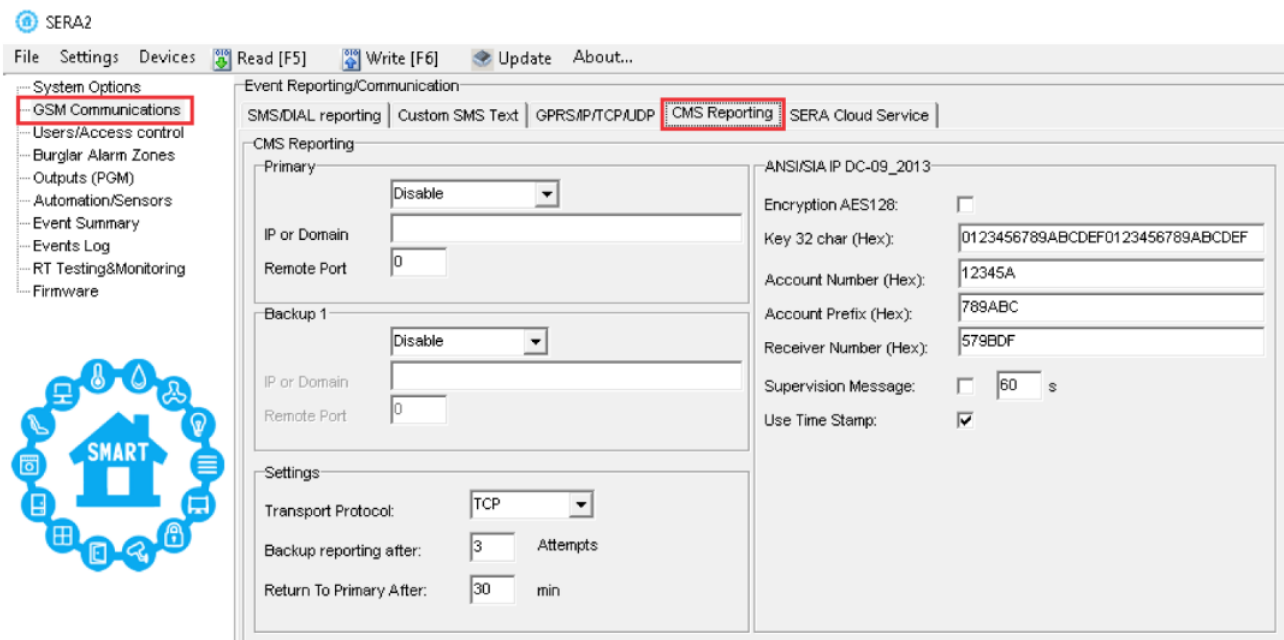 SERA2
File Settings Devices Read [F5] Write [F6] Update About...
System Options
GSM Communications
Users/Access control
Burglar Alarm Zones
Outputs (PGM)
Automation/Sensors
Event Summary
Events Log
RT Testing&Monitoring
Firmware
SMART
Event Reporting/Communication
SMS/DIAL reporting Custom SMS Text GPRS/IP/TCP/UDP CMS Reporting SERA Cloud Service
CMS Reporting
Primary
Disable
IP or Domain
Remote Port 0
Backup 1
Disable
IP or Domain
Remote Port 0
Settings
Transport Protocol: TCP
Backup reporting after: 3 Attempts
Return To Primary After: 30 min
ANSI/SIA IP DC-09_2013
Encryption AES128:
Key 32 char (Hex): 0123456789ABCDEF0123456789ABCDEF
Account Number (Hex): 12345A
Account Prefix (Hex): 789ABC
Receiver Number (Hex): 579BDF
Supervision Message: 60 s
Use Time Stamp: